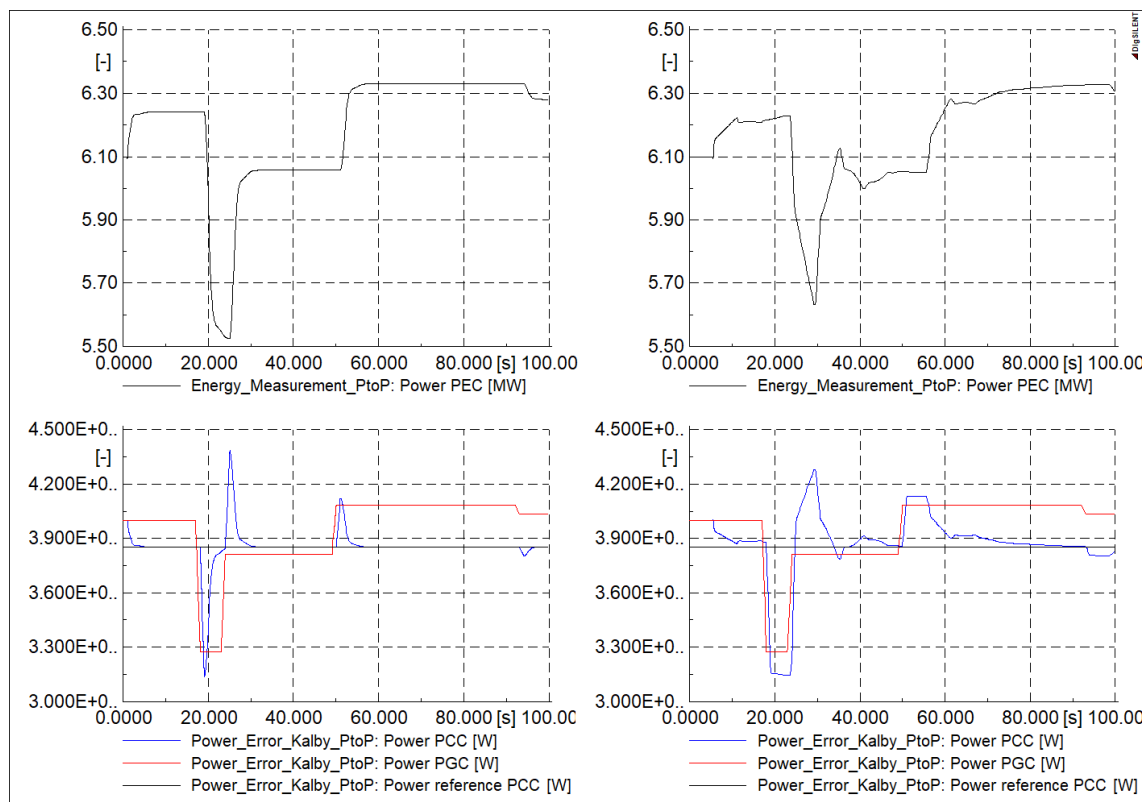 6.50
[-]
6.30
6.10
5.90
5.70
5.50
0.0000 20.000 40.000 60.000 80.000 [s] 100.00
Energy_Measurement_PtoP: Power PEC [MW]
6.50
[-]
6.30
6.10
5.90
5.70
5.50
0.0000 20.000 40.000 60.000 80.000 [s] 100.00
Energy_Measurement_PtoP: Power PEC [MW]
DIgSILENT
4.500E+0..
[-]
4.200E+0..
3.900E+0..
3.600E+0..
3.300E+0..
3.000E+0..
0.0000 20.000 40.000 60.000 80.000 [s] 100.00
Power_Error_Kalby_PtoP: Power PCC [W]
Power_Error_Kalby_PtoP: Power PGC [W]
Power_Error_Kalby_PtoP: Power reference PCC [W]
4.500E+0..
[-]
4.200E+0..
3.900E+0..
3.600E+0..
3.300E+0..
3.000E+0..
0.0000 20.000 40.000 60.000 80.000 [s] 100.00
Power_Error_Kalby_PtoP: Power PCC [W]
Power_Error_Kalby_PtoP: Power PGC [W]
Power_Error_Kalby_PtoP: Power reference PCC [W]